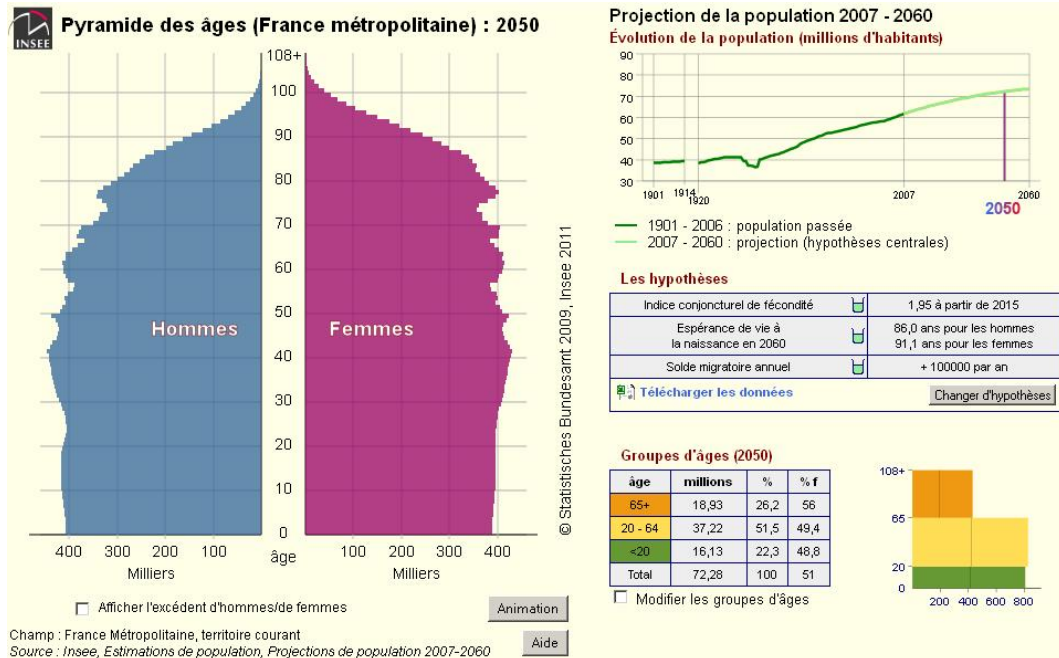 INSEE
Pyramide des âges (France métropolitaine) : 2050
108+
100
90
80
70
60
50
40
30
20
10
0
Hommes
Femmes
400 300 200 100 âge 100 200 300 400
Milliers Milliers
© Statistisches Bundesamt 2009, Insee 2011
Afficher l'excédent d'hommes/de femmes
Animation
Aide
Champ : France Métropolitaine, territoire courant
Source : Insee, Estimations de population, Projections de population 2007-2060
Projection de la population 2007 - 2060
Évolution de la population (millions d'habitants)
90
80
70
60
50
40
30
1901 1914 1920 2007 2060
2050
1901 - 2006 : population passée
2007 - 2060 : projection (hypothèses centrales)
Les hypothèses
Indice conjoncturel de fécondité 1,95 à partir de 2015
Espérance de vie à 86,0 ans pour les hommes
la naissance en 2060 91,1 ans pour les femmes
Solde migratoire annuel + 100000 par an
Télécharger les données Changer d'hypothèses
Groupes d'âges (2050)
âge millions % % f
65+ 18,93 26,2 56
20 - 64 37,22 51,5 49,4
<20 16,13 22,3 48,8
Total 72,28 100 51
Modifier les groupes d'âges
108+
65
20
0
200 400 600 800